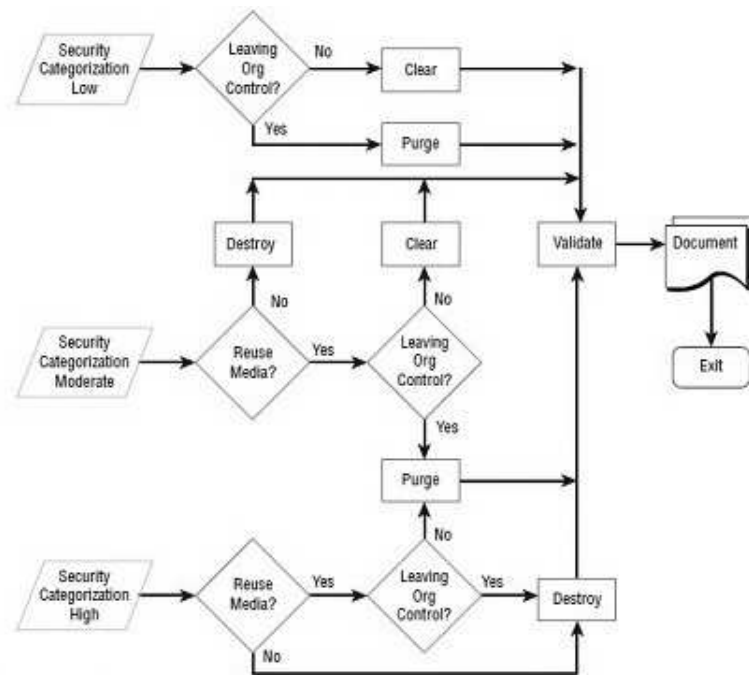 Security
Categorization
Low
Leaving
Org
Control?
No
Clear
Yes
Purge
Destroy
Clear
Validate
Document
No
No
Security
Categorization
Moderate
Reuse
Media?
Yes
Leaving
Org
Control?
Exit
Yes
Purge
No
Security
Categorization
High
Reuse
Media?
Yes
Leaving
Org
Control?
Yes
Destroy
No